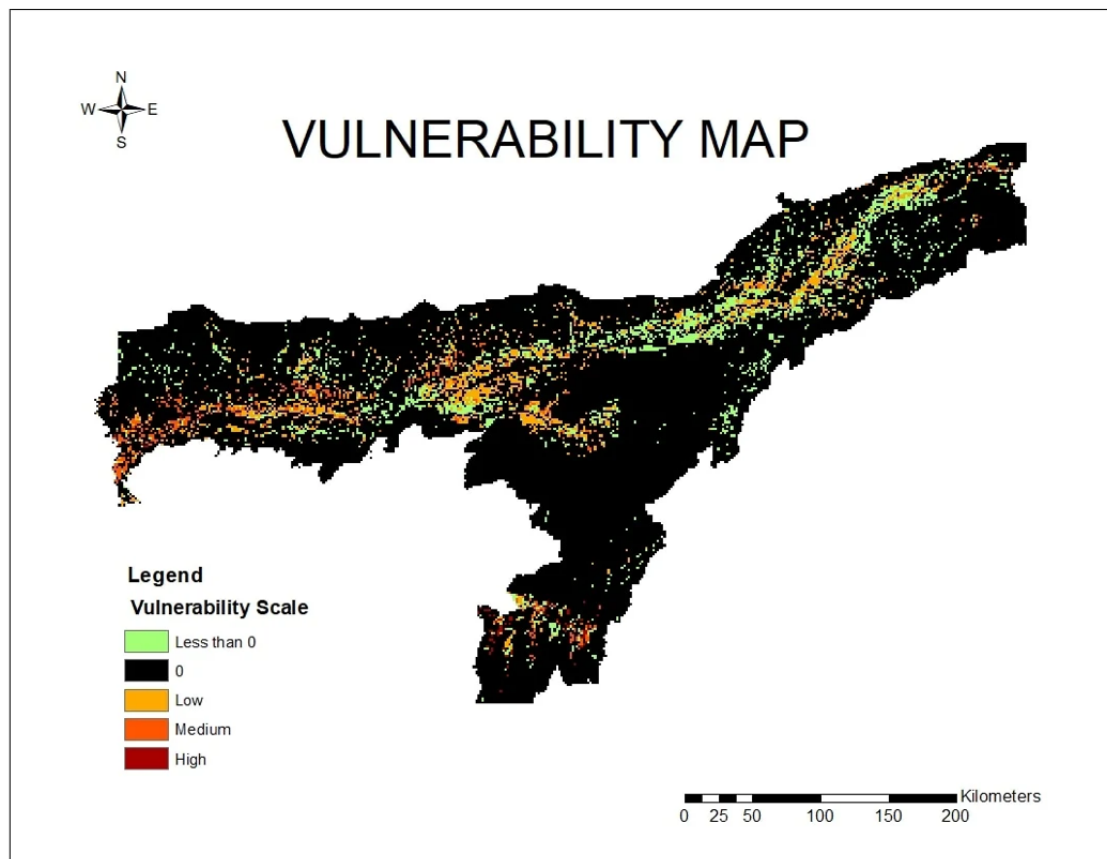 N
W E
S
VULNERABILITY MAP
Legend
Vulnerability Scale
Less than 0
0
Low
Medium
High
Kilometers
0 25 50 100 150 200